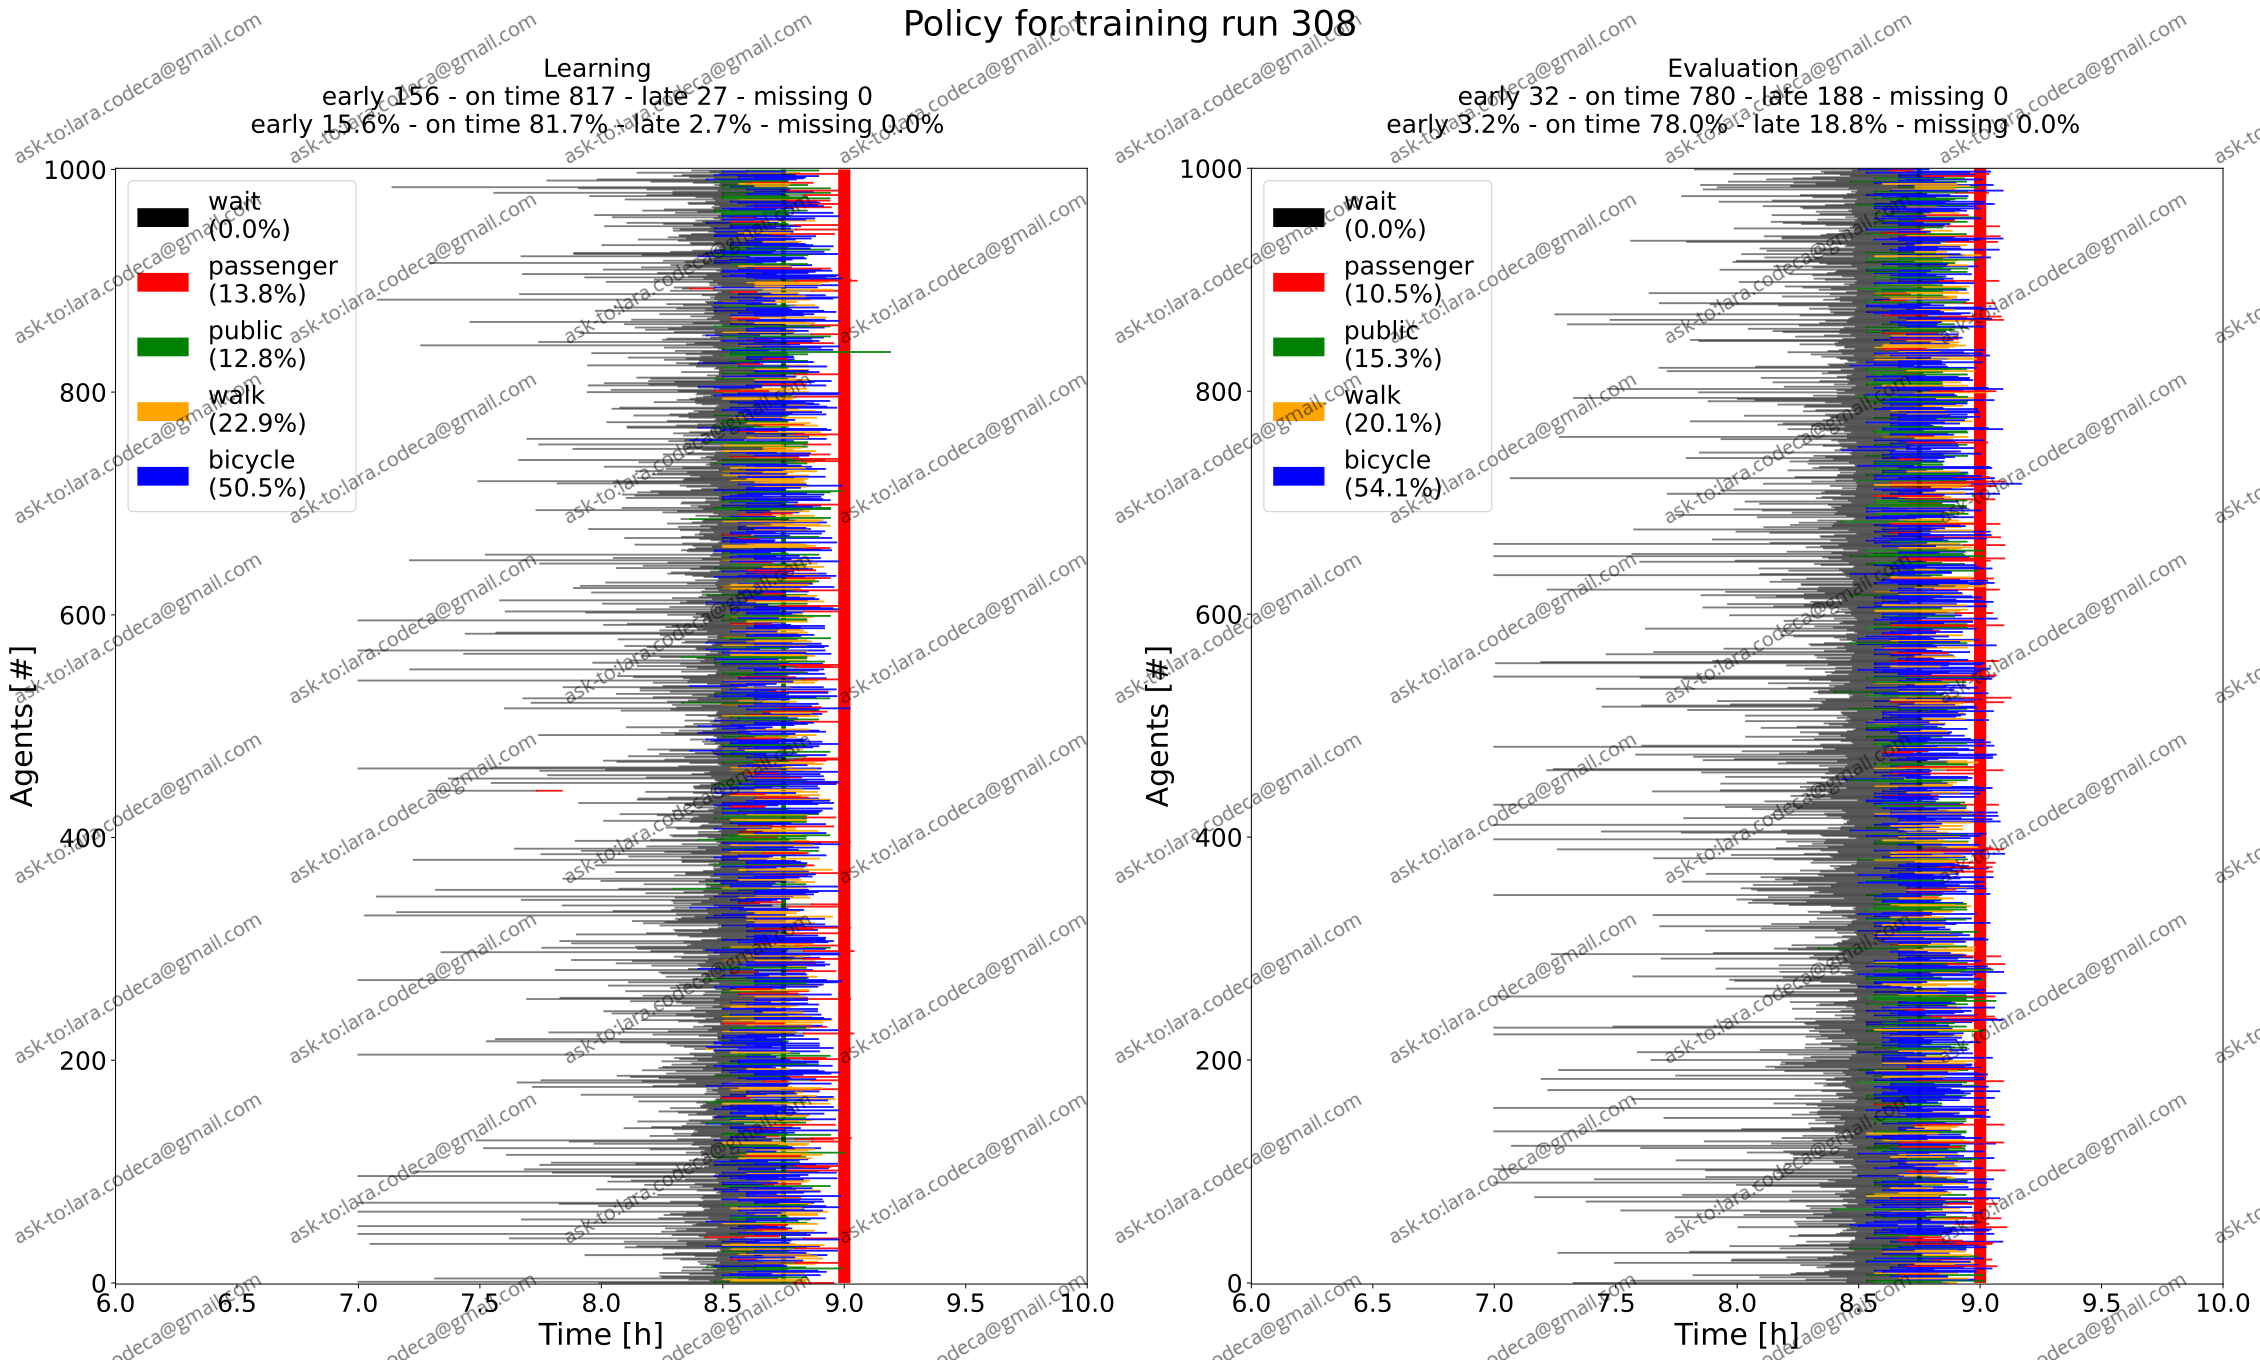 Policy for training run 308
Learning
early 156 - on time 817 - late 27 - missing 0
early 15.6% - on time 81.7% - late 2.7% - missing 0.0%
1000
800
600
400
200
0
Agents [#]
wait
(0.0%)
passenger
(13.8%)
public
(12.8%)
walk
(22.9%)
bicycle
(50.5%)
6.0 6.5 7.0 7.5 8.0 8.5 9.0 9.5 10.0
Time [h]
Evaluation
early 32 - on time 780 - late 188 - missing 0
early 3.2% - on time 78.0% - late 18.8% - missing 0.0%
1000
800
600
400
200
0
Agents [#]
wait
(0.0%)
passenger
(10.5%)
public
(15.3%)
walk
(20.1%)
bicycle
(54.1%)
6.0 6.5 7.0 7.5 8.0 8.5 9.0 9.5 10.0
Time [h]
ask-to:lara.codeca@gmail.com